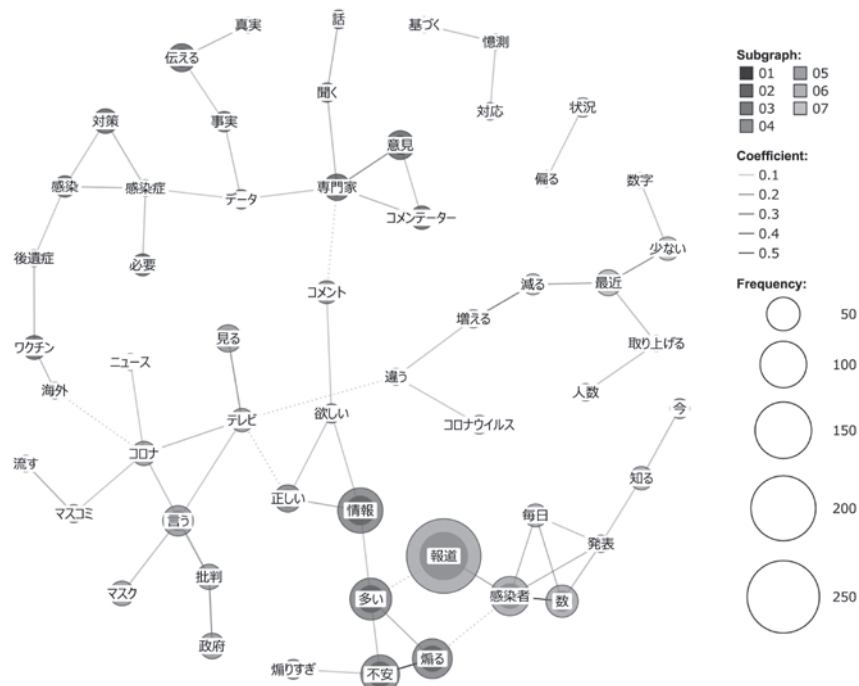 真実
話
基づく
憶測
伝える
聞く
対応
状況
対策
事実
意見
感染
感染症
データ
専門家
コメンテーター
偏る
数字
後遺症
必要
少ない
コメント
減る
最近
増える
取り上げる
ワクチン
ニュース
見る
海外
違う
人数
テレビ
欲しい
コロナウイルス
今
コロナ
流す
マスコミ
言う
正しい
情報
知る
毎日
発表
報道
批判
マスク
多い
感染者
数
政府
煽りすぎ
不安
煽る
Subgraph:
01 05
02 06
03 07
04
Coefficient:
0.1
0.2
0.3
0.4
0.5
Frequency:
50
100
150
200
250